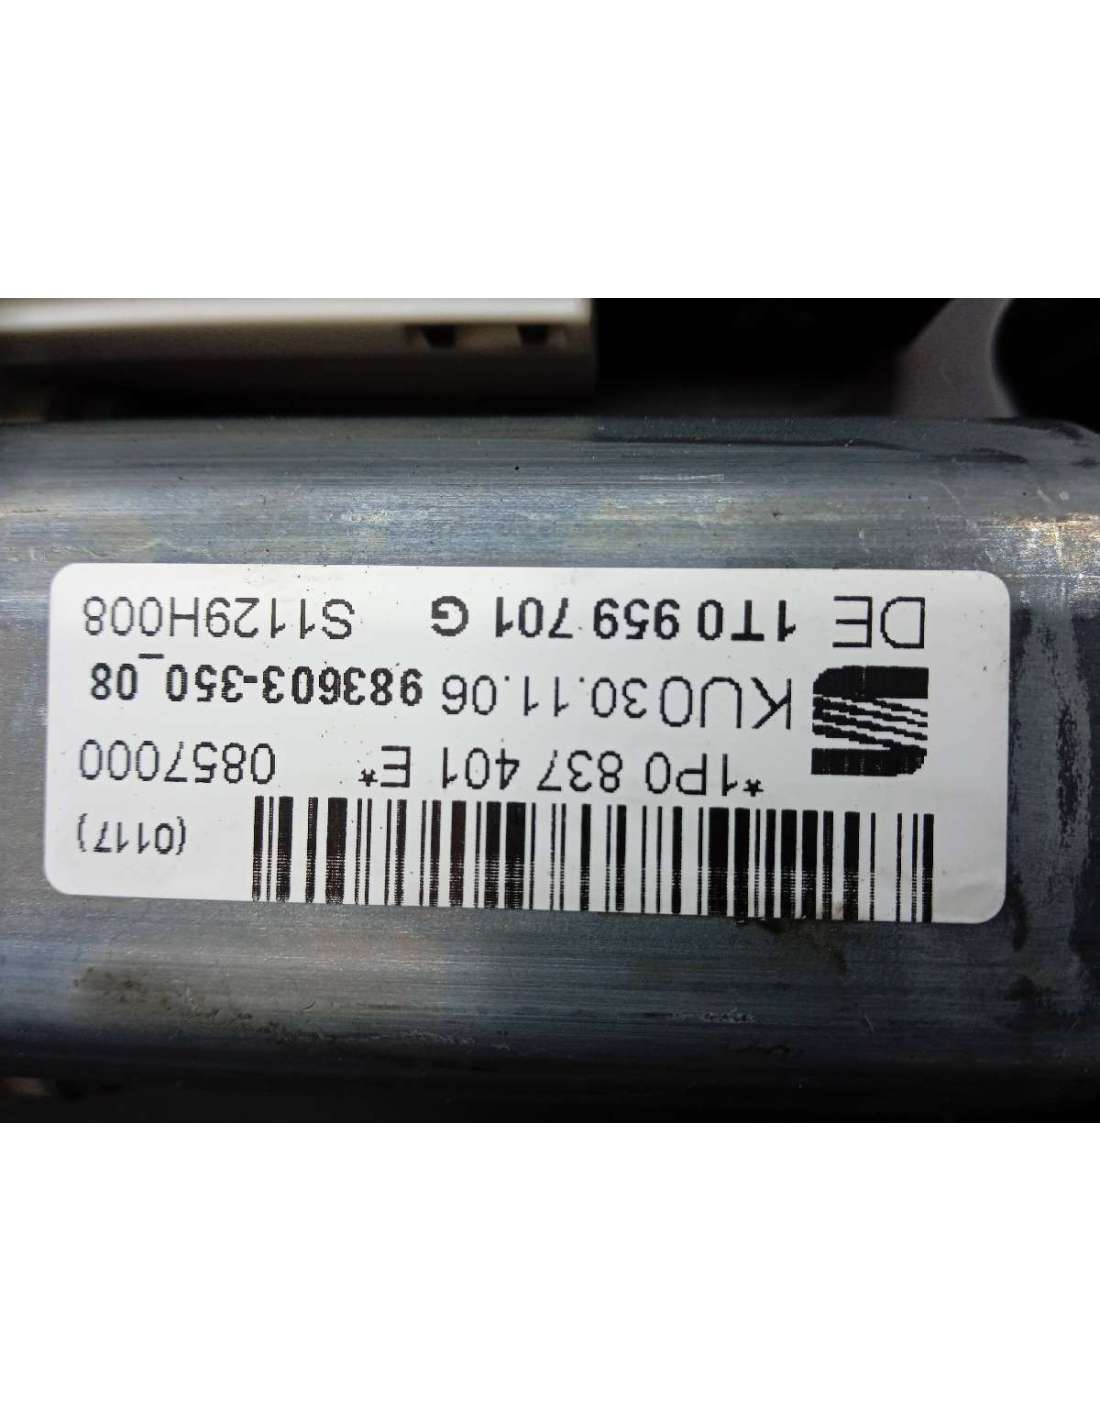 (0117)
*1P0 837 401 E* 0857000
KU030.11.06 983603-350_08
DE 1T0 959 701 G S1129H008